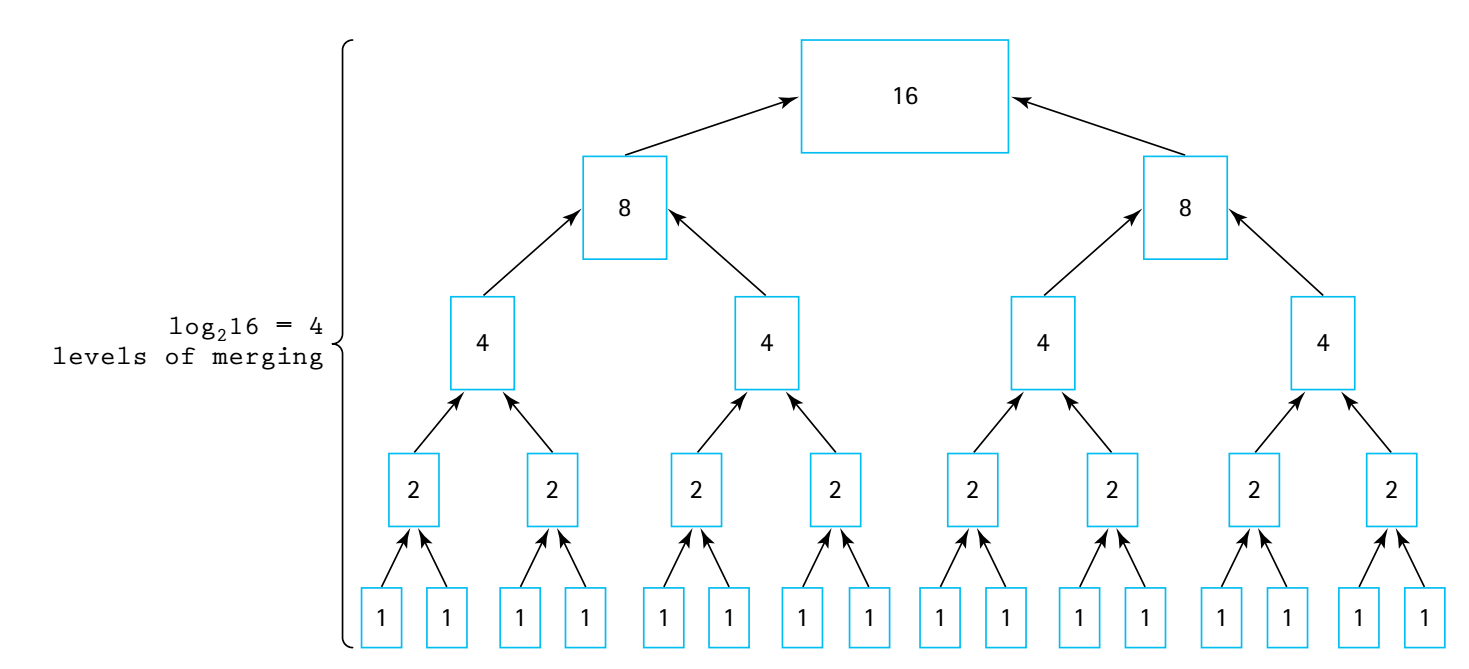 16
8 8
log₂16 = 4
levels of merging
4 4 4 4
2 2 2 2 2 2 2 2
1 1 1 1 1 1 1 1 1 1 1 1 1 1 1 1